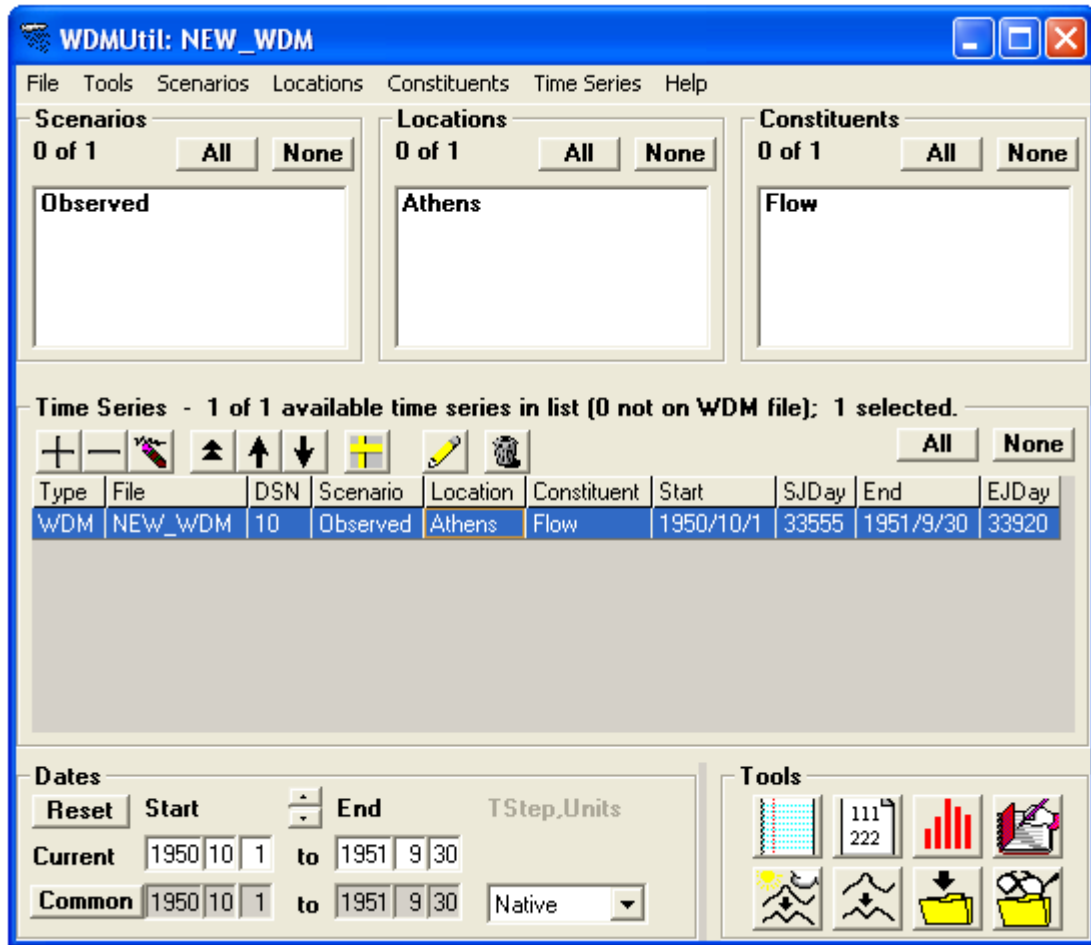 WDMUtil: NEW_WDM
File Tools Scenarios Locations Constituents Time Series Help
Scenarios
0 of 1 All None
Observed
Locations
0 of 1 All None
Athens
Constituents
0 of 1 All None
Flow
Time Series - 1 of 1 available time series in list (0 not on WDM file); 1 selected.
All None
Type File DSN Scenario Location Constituent Start SJDay End EJDay
WDM NEW_WDM 10 Observed Athens Flow 1950/10/1 33555 1951/9/30 33920
Dates
Reset Start End TStep,Units
Current 1950 10 1 to 1951 9 30
Common 1950 10 1 to 1951 9 30 Native
Tools
111
222